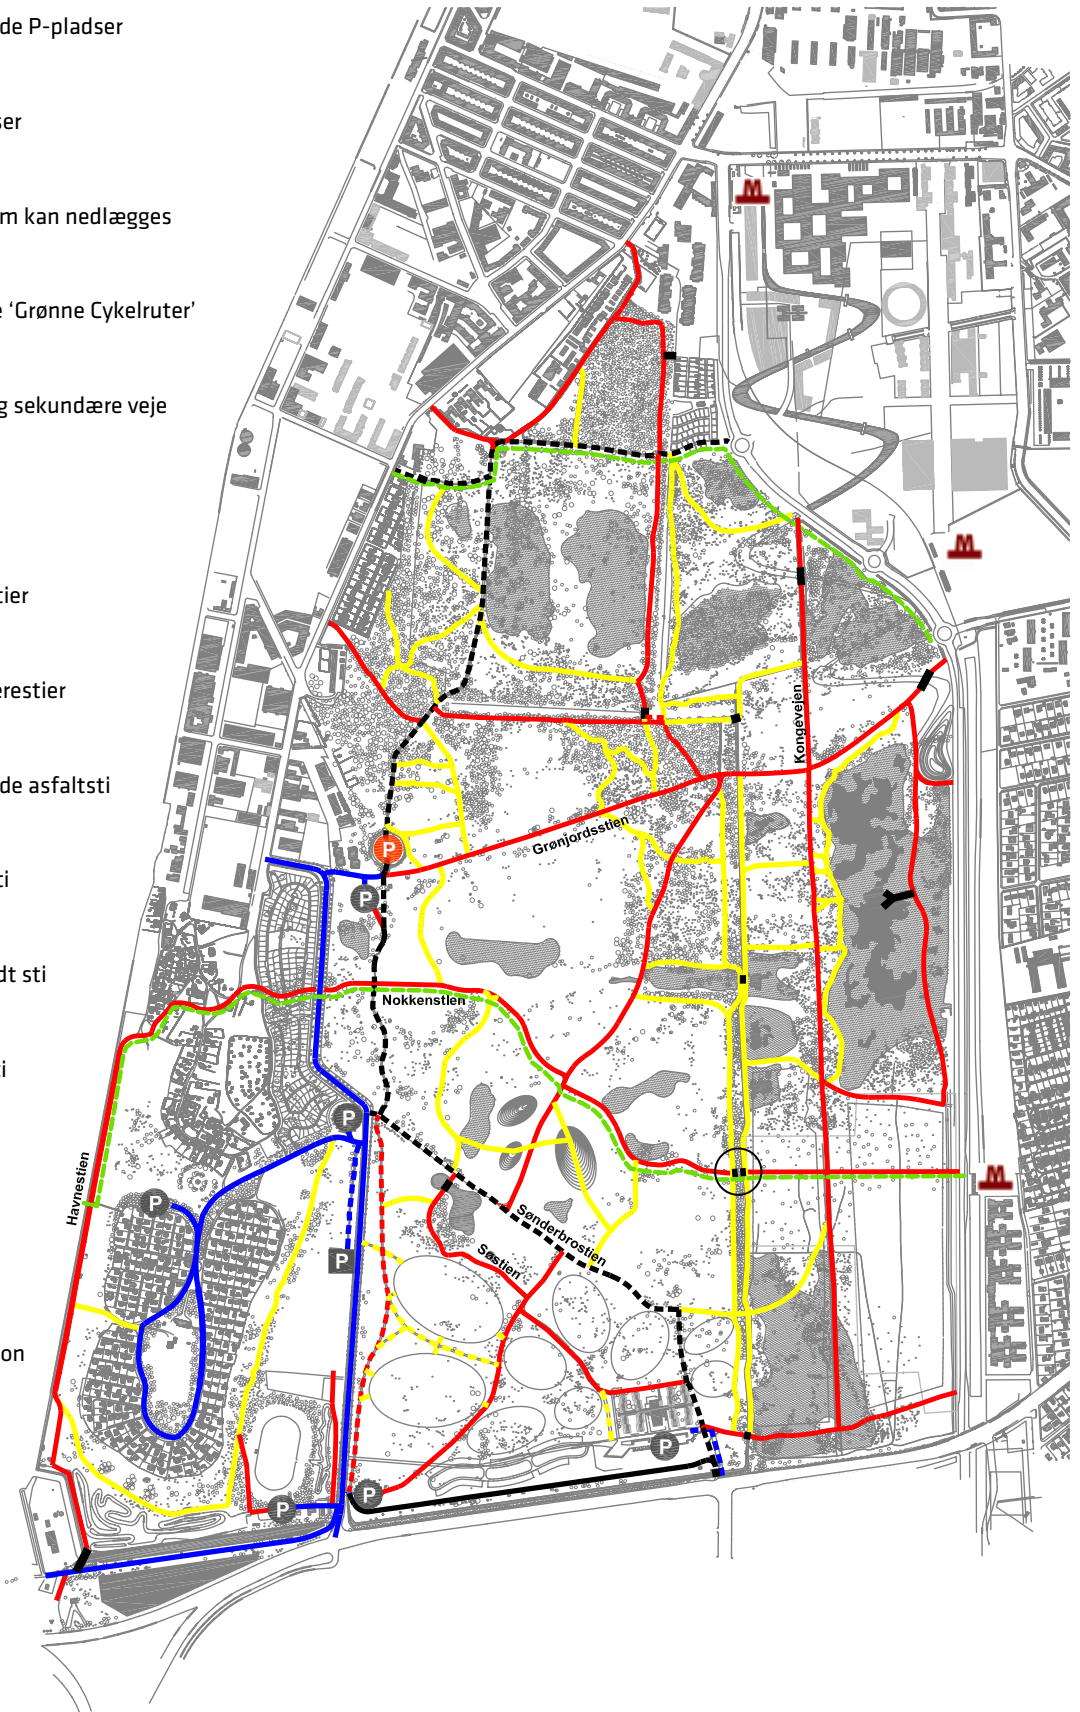 de P-pladser
ser
m kan nedlægges
e ‘Grønne Cykelruter’
g sekundære veje
tier
erestier
de asfaltsti
ti
dt sti
ti
on
M
M
M
Kongevejen
Grønjordsstien
P
P
Nokkenstien
P
P
P
Havnestien
Sønderbrostien
Søstien
P
P
P